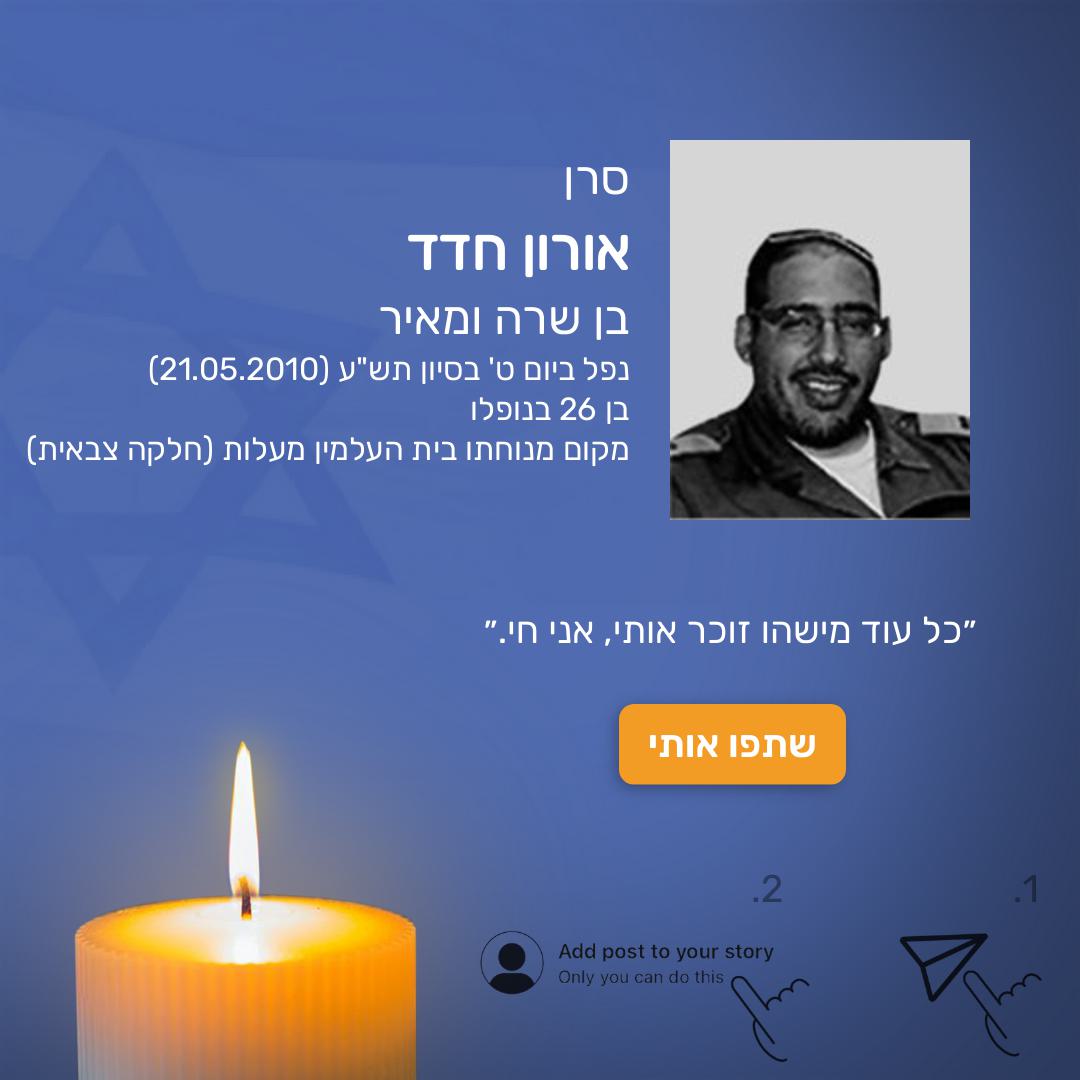 סרן
אורון חדד
בן שרה ומאיר
נפל ביום ט' בסיון תש"ע (21.05.2010)
בן 26 בנופלו
מקום מנוחתו בית העלמין מעלות (חלקה צבאית)
״כל עוד מישהו זוכר אותי, אני חי.״
שתפו אותי
1.
2.
Add post to your story
Only you can do this